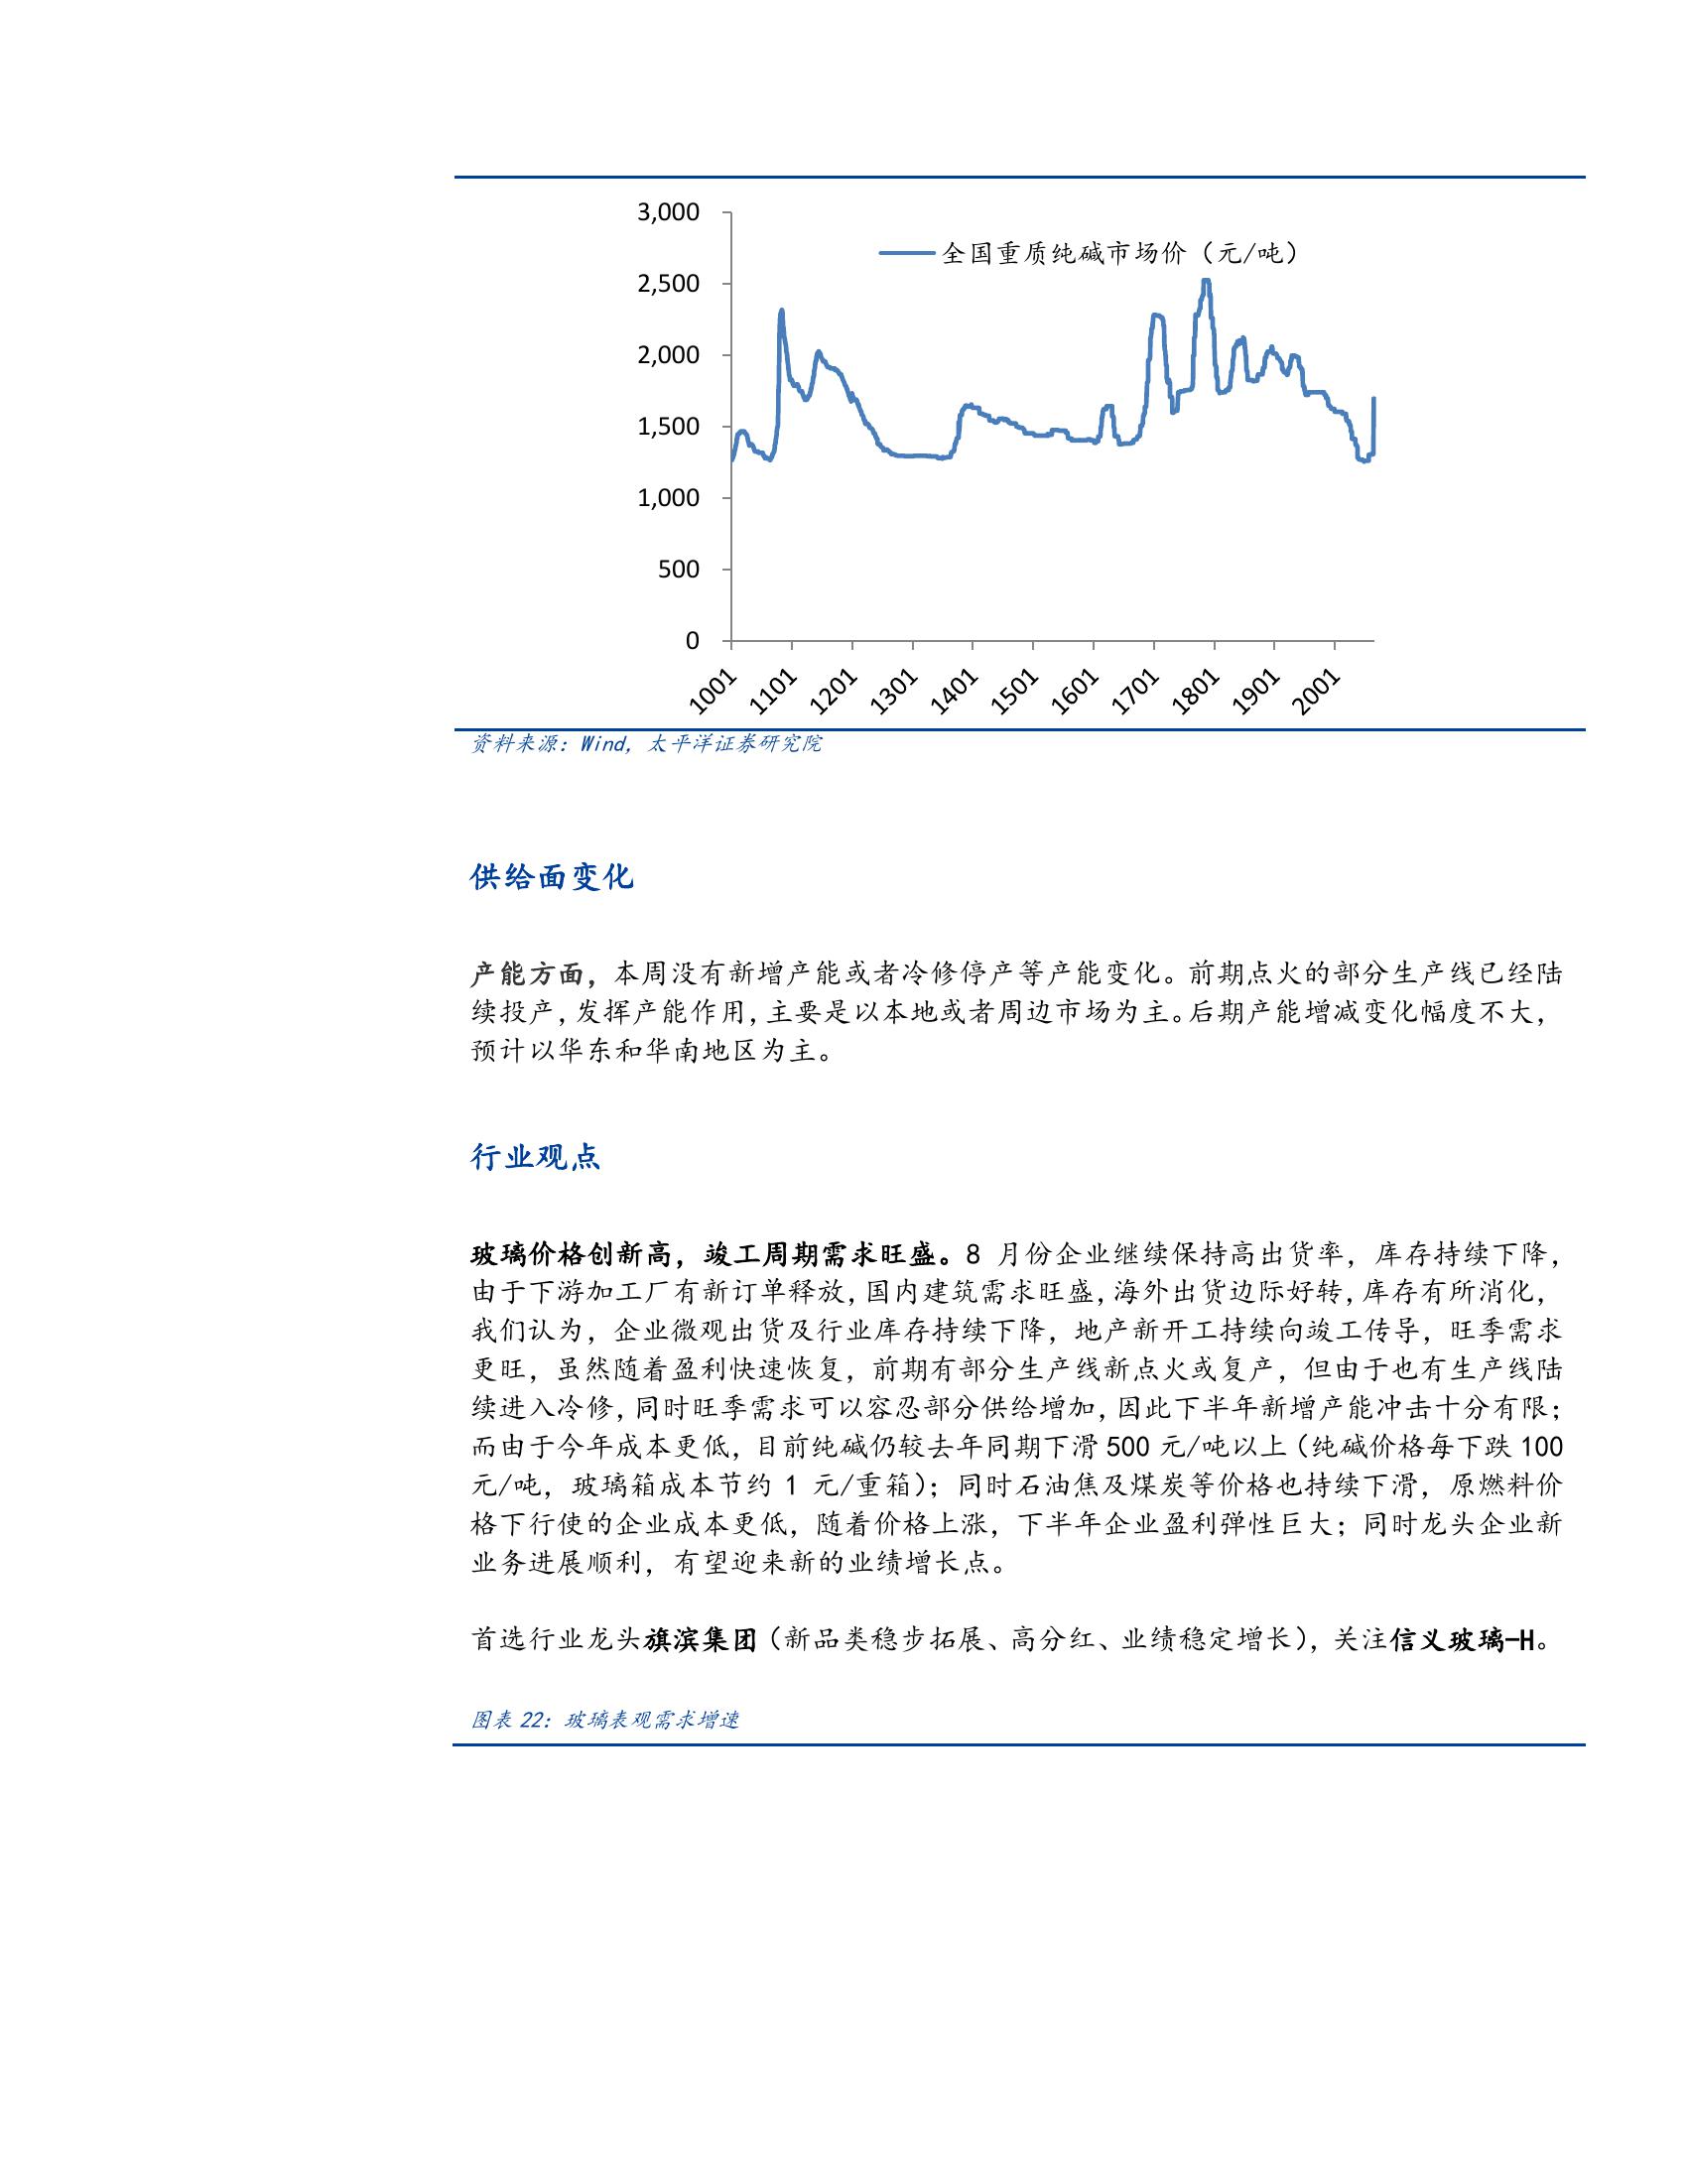 3,000
全国重质纯碱市场价（元/吨）
2,500
2,000
1,500
1,000
500
0
1001 1101 1201 1301 1401 1501 1601 1701 1801 1901 2001
资料来源：Wind，太平洋证券研究院
供给面变化
产能方面，本周没有新增产能或者冷修停产等产能变化。前期点火的部分生产线已经陆
续投产，发挥产能作用，主要是以本地或者周边市场为主。后期产能增减变化幅度不大，
预计以华东和华南地区为主。
行业观点
玻璃价格创新高，竣工周期需求旺盛。8 月份企业继续保持高出货率，库存持续下降，
由于下游加工厂有新订单释放，国内建筑需求旺盛，海外出货边际好转，库存有所消化，
我们认为，企业微观出货及行业库存持续下降，地产新开工持续向竣工传导，旺季需求
更旺，虽然随着盈利快速恢复，前期有部分生产线新点火或复产，但由于也有生产线陆
续进入冷修，同时旺季需求可以容忍部分供给增加，因此下半年新增产能冲击十分有限；
而由于今年成本更低，目前纯碱仍较去年同期下滑 500 元/吨以上（纯碱价格每下跌 100
元/吨，玻璃箱成本节约 1 元/重箱）；同时石油焦及煤炭等价格也持续下滑，原燃料价
格下行使的企业成本更低，随着价格上涨，下半年企业盈利弹性巨大；同时龙头企业新
业务进展顺利，有望迎来新的业绩增长点。
首选行业龙头旗滨集团（新品类稳步拓展、高分红、业绩稳定增长），关注信义玻璃-H。
图表 22：玻璃表观需求增速